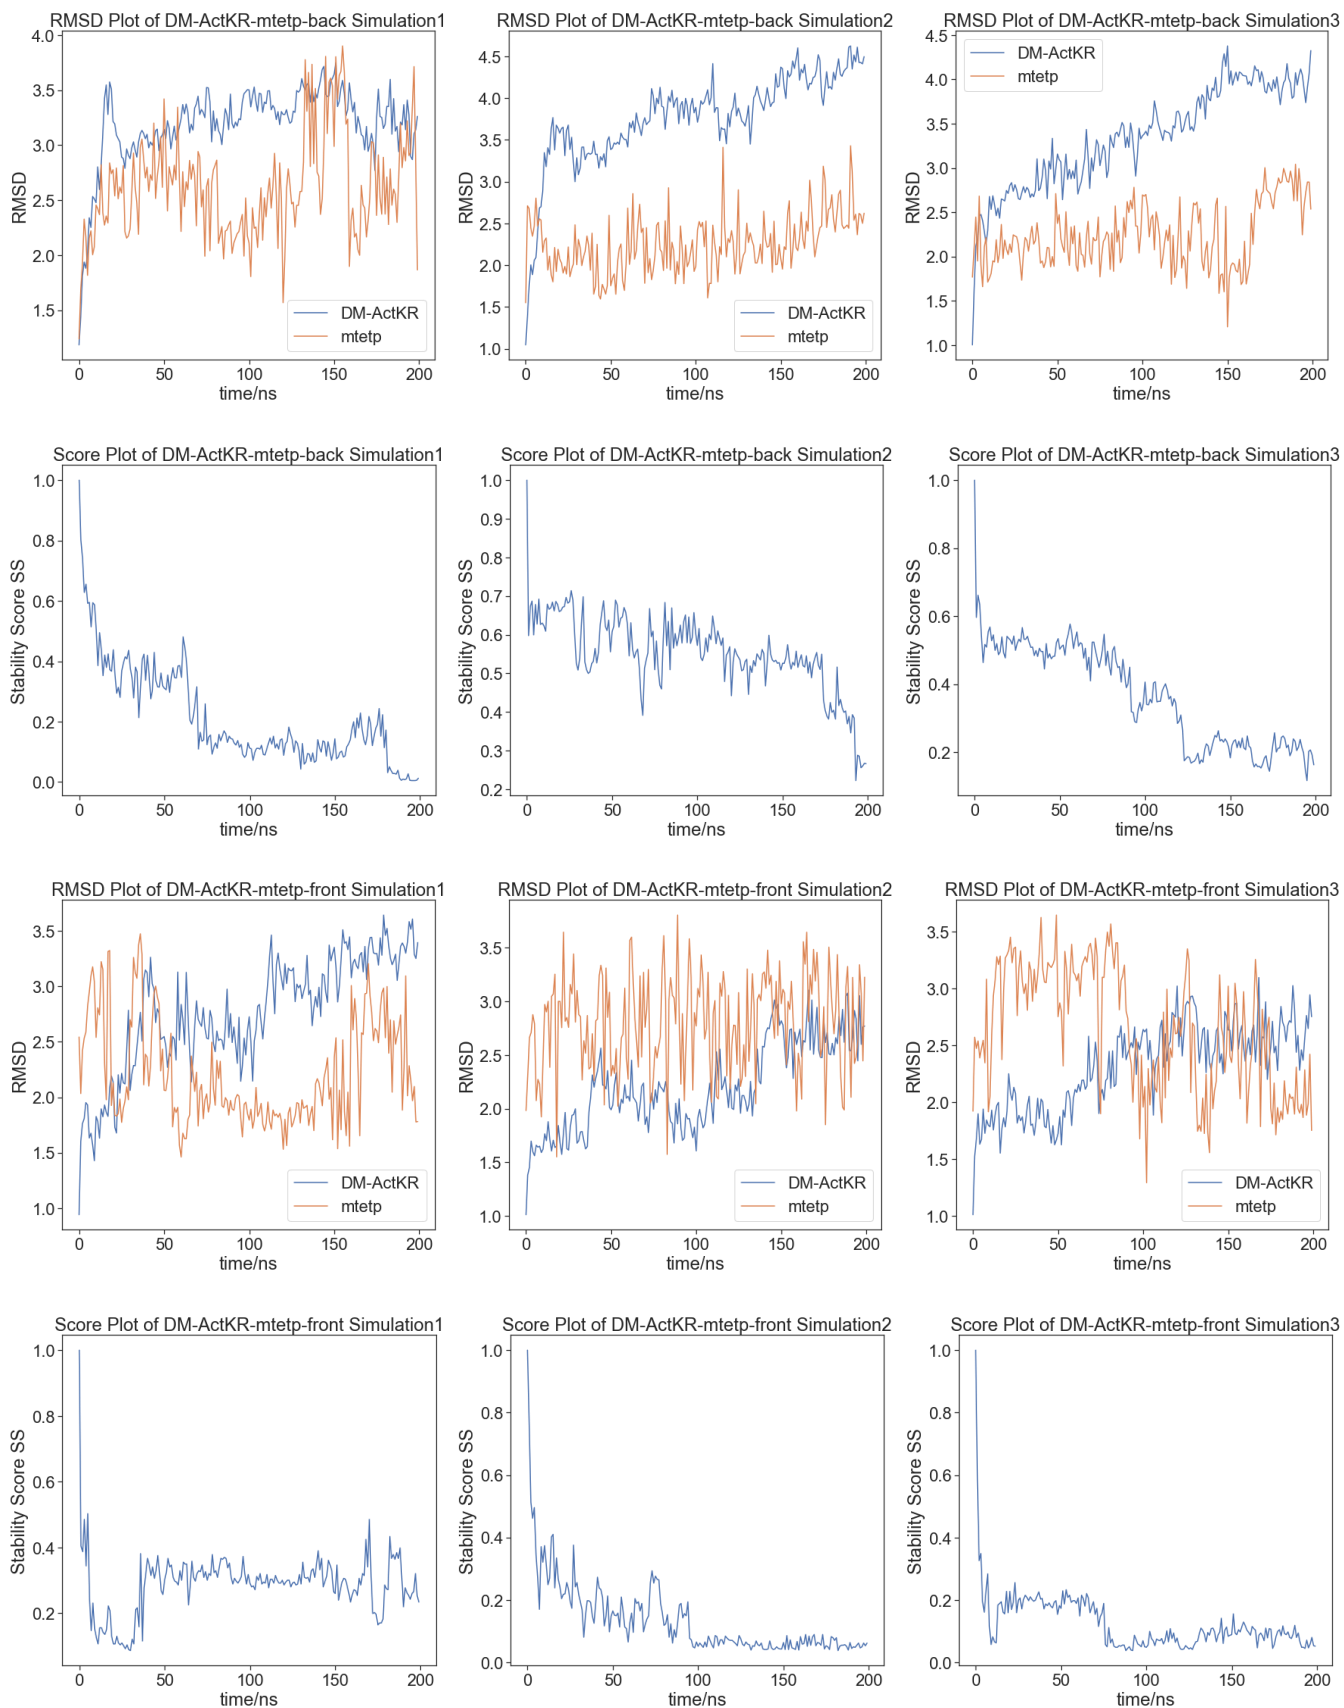 RMSD Plot of DM-ActKR-mtetp-back Simulation1
4.0
3.5
3.0
2.5
2.0
1.5
RMSD
DM-ActKR
mtetp
0 50 100 150 200
time/ns
RMSD Plot of DM-ActKR-mtetp-back Simulation2
4.5
4.0
3.5
3.0
2.5
2.0
1.5
1.0
RMSD
DM-ActKR
mtetp
0 50 100 150 200
time/ns
RMSD Plot of DM-ActKR-mtetp-back Simulation3
4.5
4.0
3.5
3.0
2.5
2.0
1.5
1.0
RMSD
DM-ActKR
mtetp
0 50 100 150 200
time/ns
Score Plot of DM-ActKR-mtetp-back Simulation1
1.0
0.8
0.6
0.4
0.2
0.0
Stability Score SS
0 50 100 150 200
time/ns
Score Plot of DM-ActKR-mtetp-back Simulation2
1.0
0.9
0.8
0.7
0.6
0.5
0.4
0.3
0.2
Stability Score SS
0 50 100 150 200
time/ns
Score Plot of DM-ActKR-mtetp-back Simulation3
1.0
0.8
0.6
0.4
0.2
Stability Score SS
0 50 100 150 200
time/ns
RMSD Plot of DM-ActKR-mtetp-front Simulation1
3.5
3.0
2.5
2.0
1.5
1.0
RMSD
DM-ActKR
mtetp
0 50 100 150 200
time/ns
RMSD Plot of DM-ActKR-mtetp-front Simulation2
3.5
3.0
2.5
2.0
1.5
1.0
RMSD
DM-ActKR
mtetp
0 50 100 150 200
time/ns
RMSD Plot of DM-ActKR-mtetp-front Simulation3
3.5
3.0
2.5
2.0
1.5
1.0
RMSD
DM-ActKR
mtetp
0 50 100 150 200
time/ns
Score Plot of DM-ActKR-mtetp-front Simulation1
1.0
0.8
0.6
0.4
0.2
Stability Score SS
0 50 100 150 200
time/ns
Score Plot of DM-ActKR-mtetp-front Simulation2
1.0
0.8
0.6
0.4
0.2
0.0
Stability Score SS
0 50 100 150 200
time/ns
Score Plot of DM-ActKR-mtetp-front Simulation3
1.0
0.8
0.6
0.4
0.2
0.0
Stability Score SS
0 50 100 150 200
time/ns